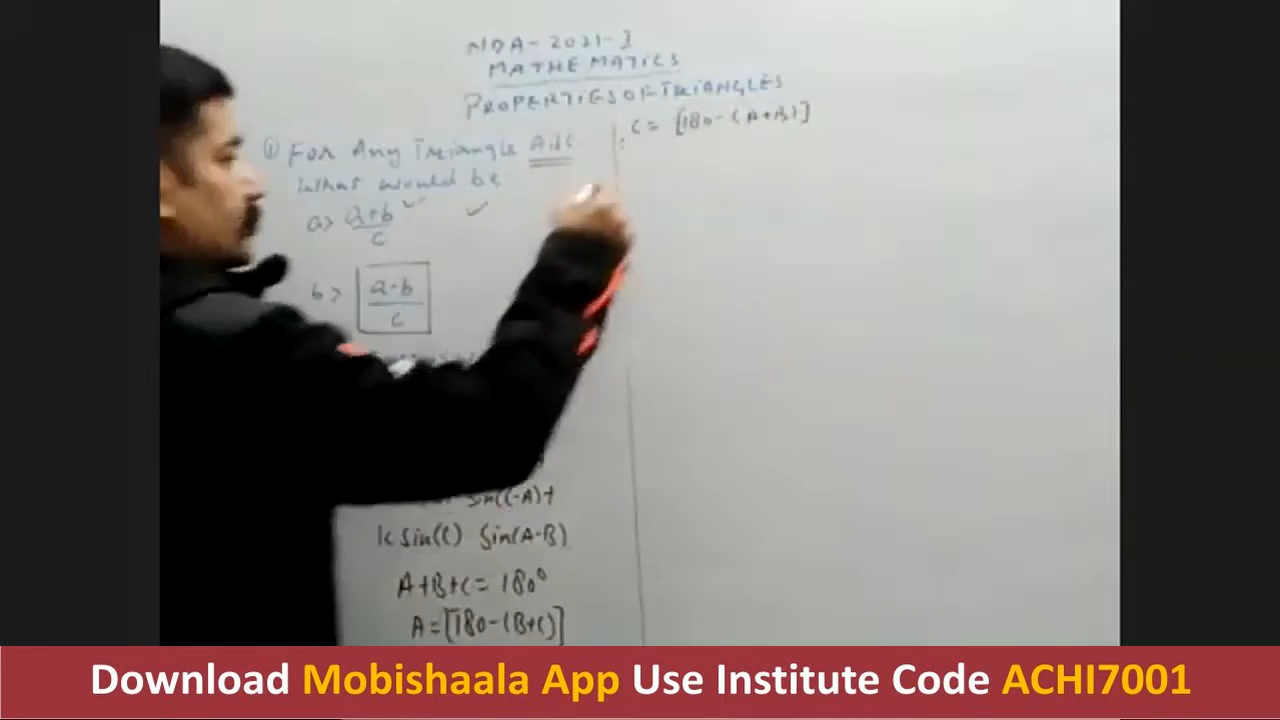 NDA-2021-I
MATHEMATICS
PROPERTIES OF TRIANGLES
① For Any Triangle ABC
What would be
a> a+b
c
b> a-b
c
sin(C-A)+
K sin(C) Sin(A-B)
A+B+C= 180°
A=[180-(B+C)]
C= [180-(A+B)]
Download Mobishaala App Use Institute Code ACHI7001